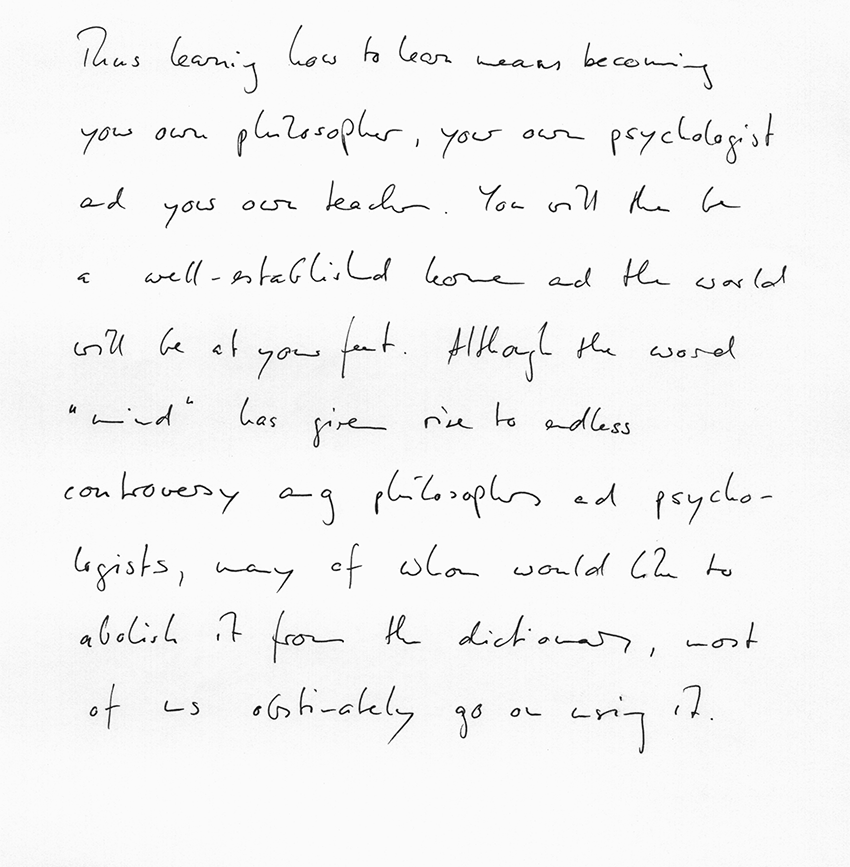 Thus learning how to learn means becoming
your own philosopher, your own psychologist
and your own teacher. You will then be
a well-established home and the world
will be at your feet. Although the word
"mind" has given rise to endless
controversy among philosophers and psycho-
logists, many of whom would like to
abolish it from the dictionary, most
of us obstinately go on using it.